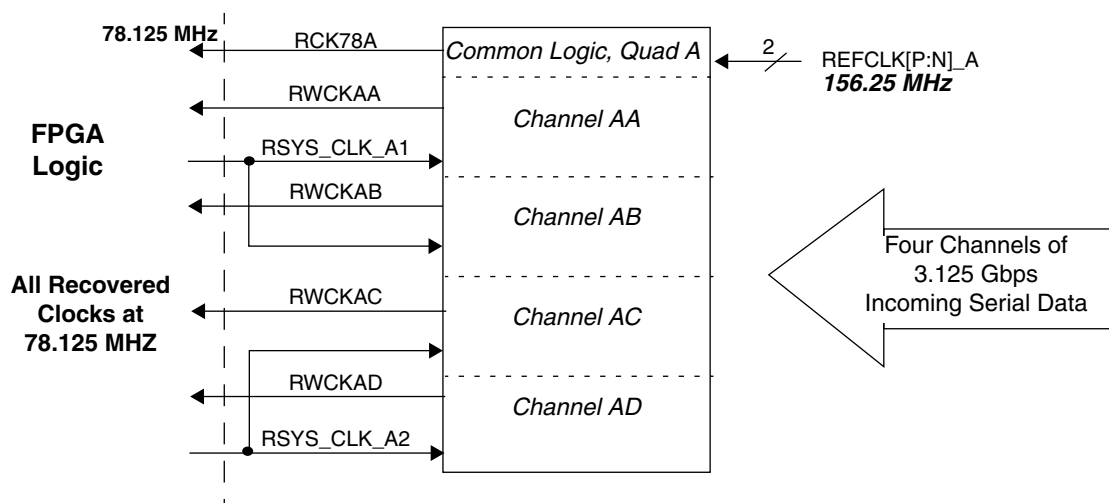 78.125 MHz
RCK78A
Common Logic, Quad A
2
REFCLK[P:N]_A
156.25 MHz
RWCKAA
Channel AA
FPGA
Logic
RSYS_CLK_A1
RWCKAB
Channel AB
Four Channels of
3.125 Gbps
Incoming Serial Data
All Recovered
Clocks at
78.125 MHZ
RWCKAC
Channel AC
RWCKAD
Channel AD
RSYS_CLK_A2